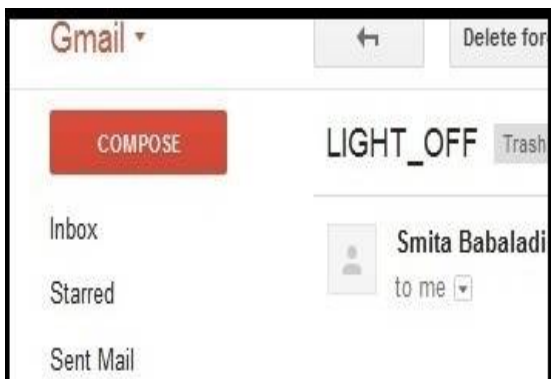 Gmail
Delete for
COMPOSE
LIGHT_OFF Trash
Inbox
Smita Babaladi
to me
Starred
Sent Mail